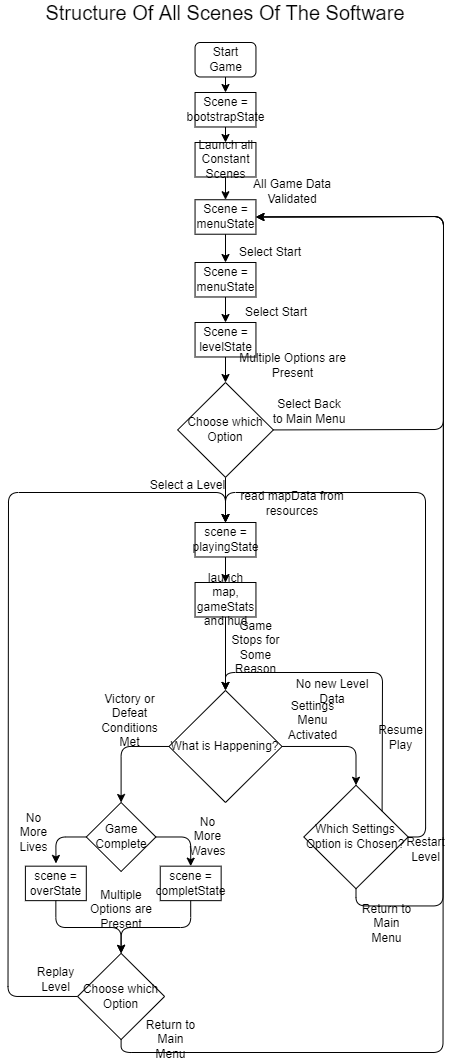 Structure Of All Scenes Of The Software
Start
Game
Scene =
bootstrapState
Launch all
Constant
Scenes
All Game Data
Validated
Scene =
menuState
Select Start
Scene =
menuState
Select Start
Scene =
levelState
Multiple Options are
Present
Select Back
to Main Menu
Choose which
Option
Select a Level
read mapData from
resources
scene =
playingState
launch
map,
gameStats
and hud
Game
Stops for
Some
Reason
No new Level
Data
Settings
Menu
Activated
Victory or
Defeat
Conditions
Met
What is Happening?
Resume
Play
No
More
Lives
Game
Complete
No
More
Waves
Which Settings
Option is Chosen?
Restart
Level
scene =
overState
scene =
completState
Multiple
Options are
Present
Return to
Main
Menu
Replay
Level
Choose which
Option
Return to
Main
Menu